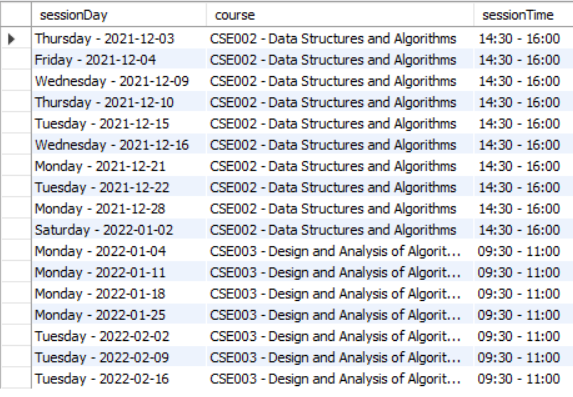 sessionDay course sessionTime
Thursday - 2021-12-03 CSE002 - Data Structures and Algorithms 14:30 - 16:00
Friday - 2021-12-04 CSE002 - Data Structures and Algorithms 14:30 - 16:00
Wednesday - 2021-12-09 CSE002 - Data Structures and Algorithms 14:30 - 16:00
Thursday - 2021-12-10 CSE002 - Data Structures and Algorithms 14:30 - 16:00
Tuesday - 2021-12-15 CSE002 - Data Structures and Algorithms 14:30 - 16:00
Wednesday - 2021-12-16 CSE002 - Data Structures and Algorithms 14:30 - 16:00
Monday - 2021-12-21 CSE002 - Data Structures and Algorithms 14:30 - 16:00
Tuesday - 2021-12-22 CSE002 - Data Structures and Algorithms 14:30 - 16:00
Monday - 2021-12-28 CSE002 - Data Structures and Algorithms 14:30 - 16:00
Saturday - 2022-01-02 CSE002 - Data Structures and Algorithms 14:30 - 16:00
Monday - 2022-01-04 CSE003 - Design and Analysis of Algorit... 09:30 - 11:00
Monday - 2022-01-11 CSE003 - Design and Analysis of Algorit... 09:30 - 11:00
Monday - 2022-01-18 CSE003 - Design and Analysis of Algorit... 09:30 - 11:00
Monday - 2022-01-25 CSE003 - Design and Analysis of Algorit... 09:30 - 11:00
Tuesday - 2022-02-02 CSE003 - Design and Analysis of Algorit... 09:30 - 11:00
Tuesday - 2022-02-09 CSE003 - Design and Analysis of Algorit... 09:30 - 11:00
Tuesday - 2022-02-16 CSE003 - Design and Analysis of Algorit... 09:30 - 11:00